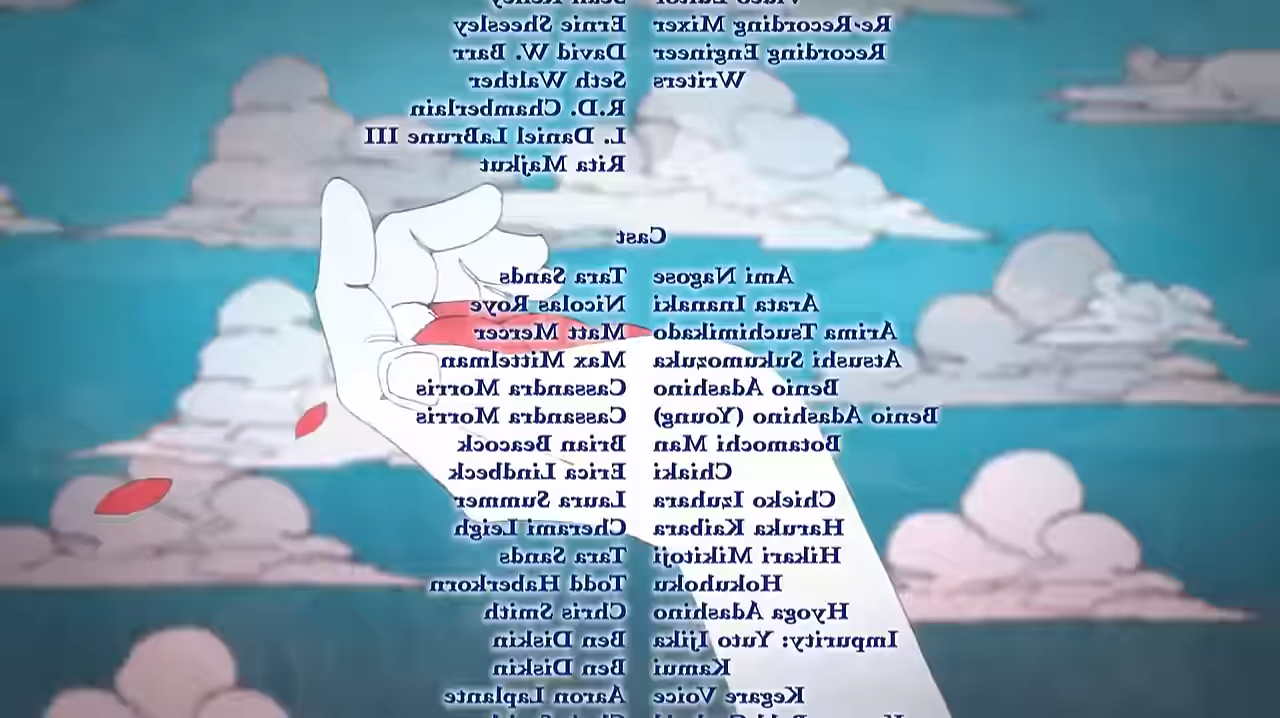 Re-Recording Mixer Ernie Sheesley
Recording Engineer David W. Barr
Writers Seth Walther
R.D. Chamberlain
L. Daniel LaBrune III
Rita Majkut
Cast
Ami Nagose Tara Sands
Arata Inanaki Nicolas Roye
Arima Tsuchimikado Matt Mercer
Atsushi Sukumozuka Max Mittelman
Benio Adashino Cassandra Morris
Benio Adashino (Young) Cassandra Morris
Botamochi Man Brian Beacock
Chiaki Erica Lindbeck
Chieko Izuhara Laura Summer
Haruka Kaibara Cherami Leigh
Hikari Mikitoji Tara Sands
Hokuhoku Todd Haberkorn
Hyoga Adashino Chris Smith
Impurity: Yuto Ijika Ben Diskin
Kamui Ben Diskin
Kegare Voice Aaron Laplante